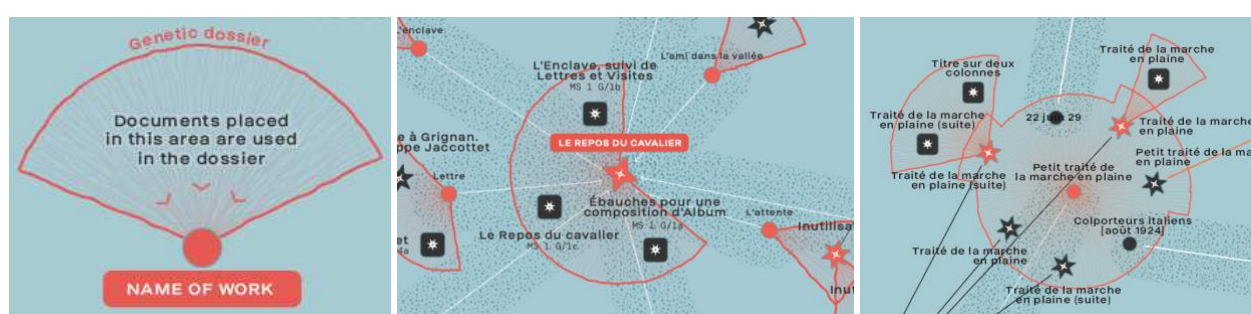 Genetic dossier
Documents placed
in this area are used
in the dossier
NAME OF WORK
L'enclave
L'Enclave, suivi de
Lettres et Visites
MS 1 G/1b
L'ami dans la vallée
LE REPOS DU CAVALIER
e à Grignan.
ppe Jaccottet
Lettre
Ébauches pour une
composition d'Album
MS 1 G/1a
Le Repos du cavalier
MS 1 G/1c
L'attente
Inutilisa
et
4a
Inut
Traité de la marche
en plaine
Titre sur deux
colonnes
Traité de la marche
en plaine (suite)
22 juin 29
Traité de la marche
en plaine
Petit traité de la ma
en plaine
Petit traité de
la marche en plaine
Traité de la marche
en plaine (suite)
Colporteurs italiens
[août 1924]
Traité de la marche
en plaine
Traité de la marche
en plaine (suite)